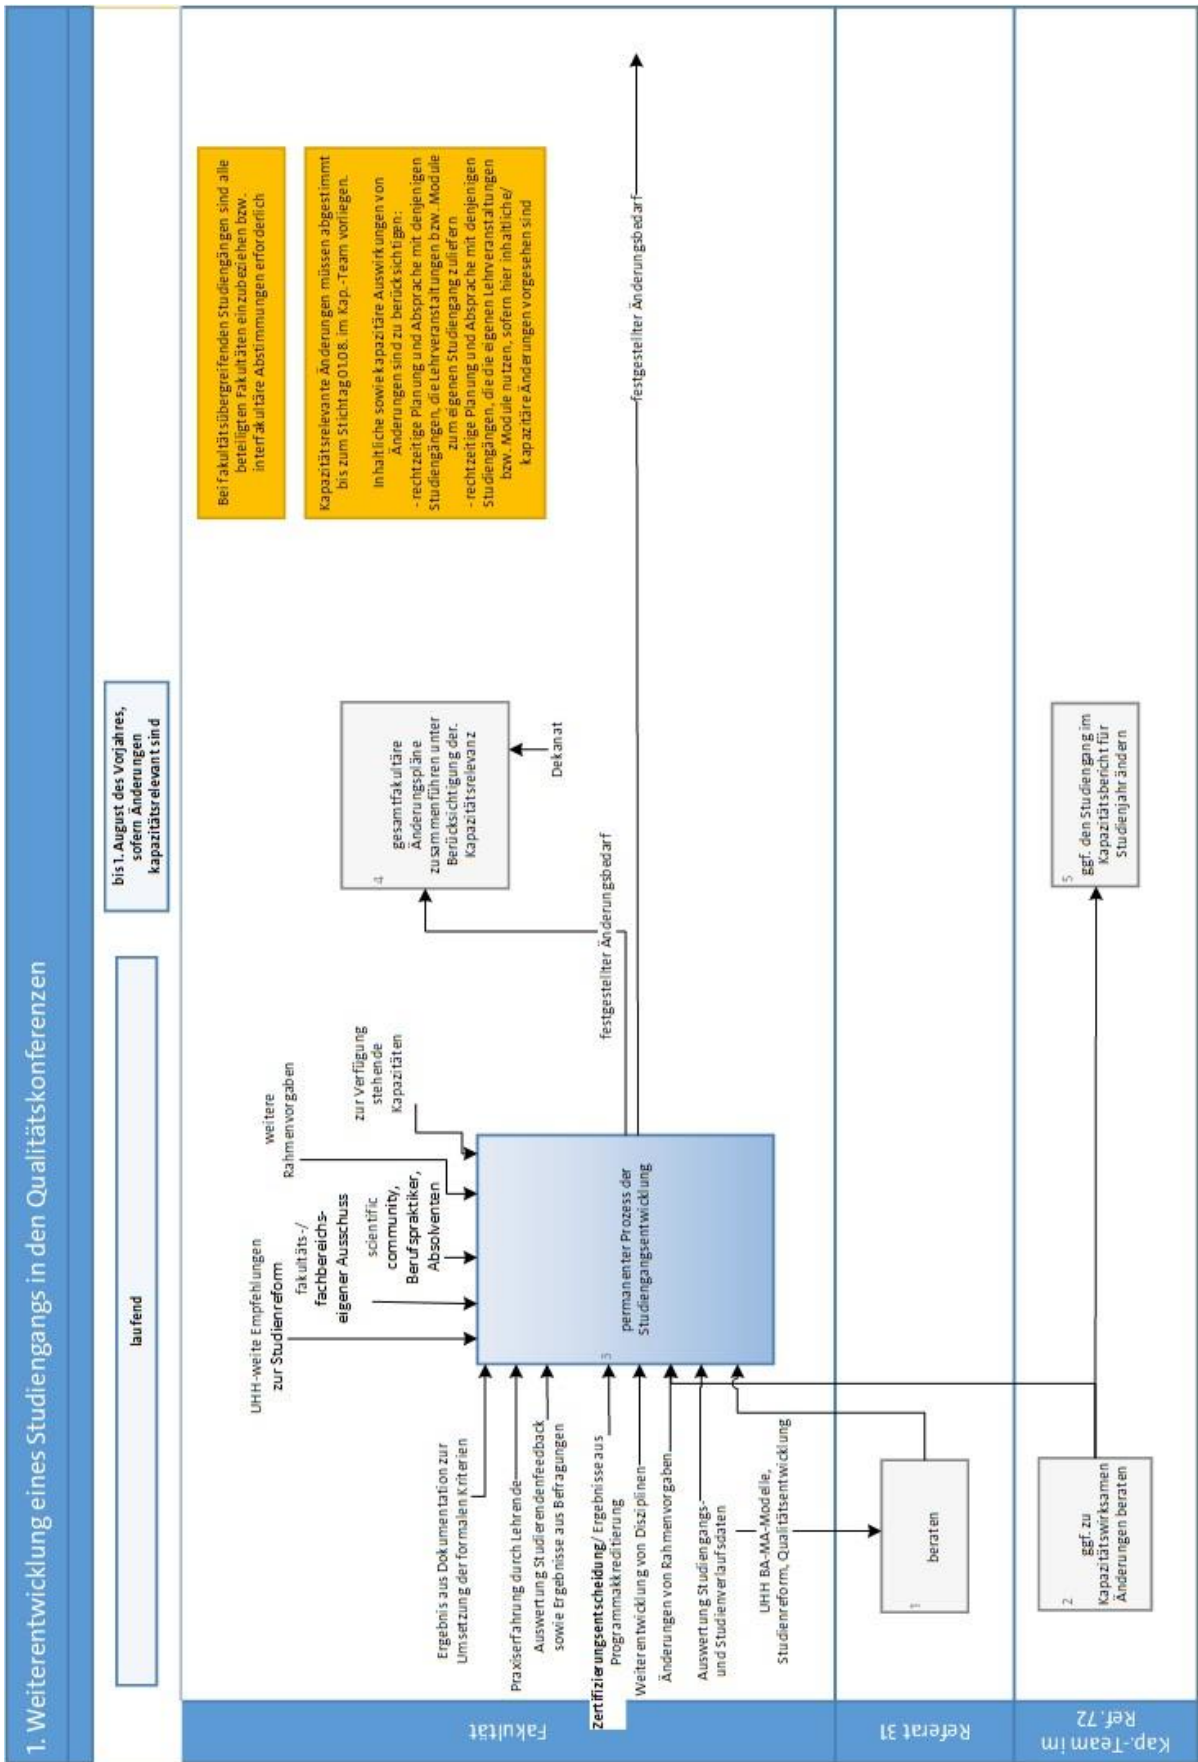 1. Weiterentwicklung eines Studiengangs in den Qualitätskonferenzen
laufend
bis 1. August des Vorjahres,
sofern Änderungen
kapazitätsrelevant sind
Fakultät
Referat 31
Kap.-Team im
Ref. 72
UHH-weite Empfehlungen
zur Studienreform
fakultäts-/
fachbereichs-
eigener Ausschuss
scientific
community,
Berufspraktiker,
Absolventen
weitere
Rahmenvorgaben
zur Verfügung
stehende
Kapazitäten
Ergebnis aus Dokumentation zur
Umsetzung der formalen Kriterien
Praxiserfahrung durch Lehrende
Auswertung Studierendenfeedback
sowie Ergebnisse aus Befragungen
Zertifizierungsentscheidung/ Ergebnisse aus
Programmakkreditierung
Weiterentwicklung von Disziplinen
Änderungen von Rahmenvorgaben
Auswertung Studiengangs-
und Studienverlaufsdaten
UHH BA-MA-Modelle,
Studienreform, Qualitätsentwicklung
3
permanenter Prozess der
Studiengangsentwicklung
festgestellter Änderungsbedarf
4
gesamtfakultäre
Änderungspläne
zusammenführen unter
Berücksichtigung der.
Kapazitätsrelevanz
Dekanat
festgestellter Änderungsbedarf
Bei fakultätsübergreifenden Studiengängen sind alle
beteiligten Fakultäten einzubeziehen bzw.
interfakultäre Abstimmungen erforderlich
Kapazitätsrelevante Änderungen müssen abgestimmt
bis zum Stichtag 01.08. im Kap.-Team vorliegen.
Inhaltliche sowie kapazitäre Auswirkungen von
Änderungen sind zu berücksichtigen:
- rechtzeitige Planung und Absprache mit denjenigen
Studiengängen, die Lehrveranstaltungen bzw. Module
zum eigenen Studiengang zuliefern
- rechtzeitige Planung und Absprache mit denjenigen
Studiengängen, die die eigenen Lehrveranstaltungen
bzw. Module nutzen, sofern hier inhaltliche/
kapazitäre Änderungen vorgesehen sind
1
beraten
2
ggf. zu
Kapazitätswirksamen
Änderungen beraten
5
ggf. den Studiengang im
Kapazitätsbericht für
Studienjahr ändern